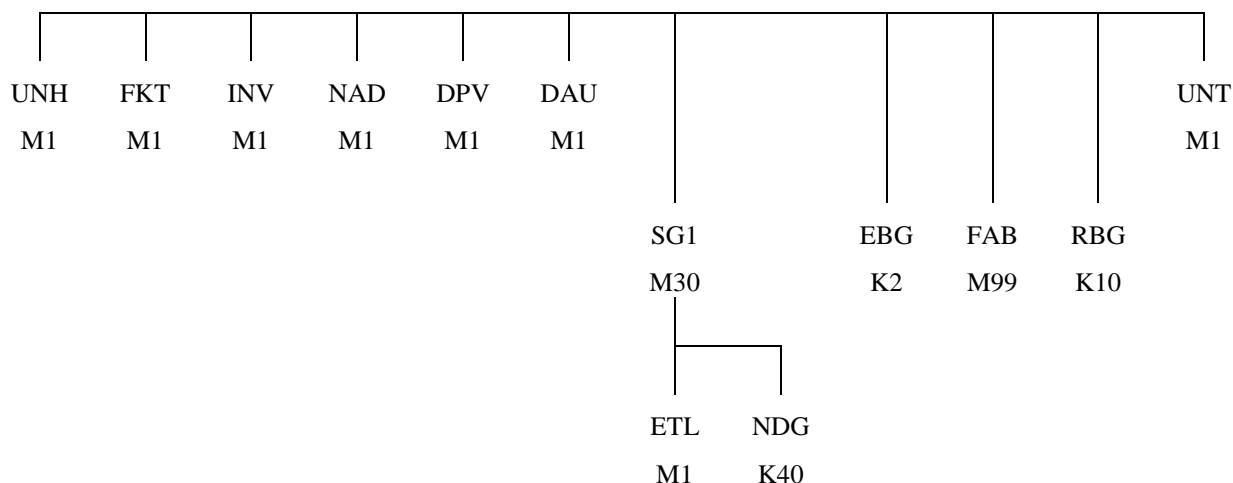 UNH FKT INV NAD DPV DAU UNT
M1 M1 M1 M1 M1 M1 M1
SG1 EBG FAB RBG
M30 K2 M99 K10
ETL NDG
M1 K40